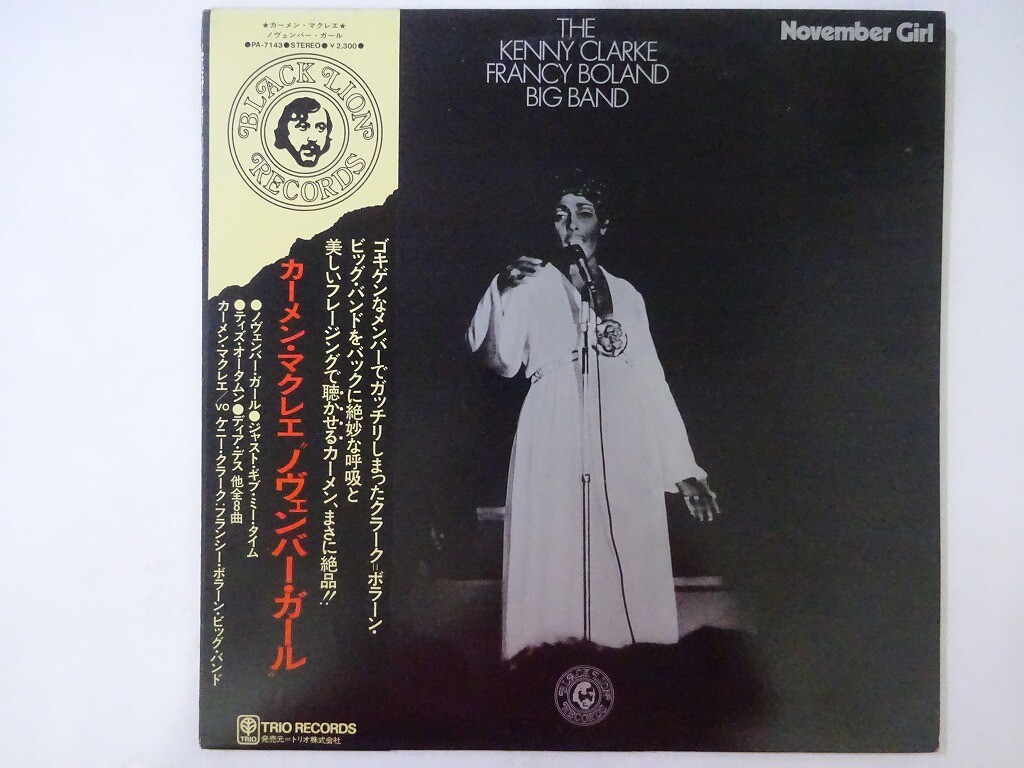 ★カーメン・マクレエ★
ノヴェンバー・ガール
●PA-7143●STEREO●￥2,300●
BLACK LION RECORDS
ゴキゲンなメンバーでガッチリしまったクラーク＝ボラーン・
ビッグ・バンドをバックに絶妙な呼吸と
美しいフレージングで聴かせるカーメン、まさに絶品!!
カーメン・マクレエ“ノヴェンバー・ガール”
●ノヴェンバー・ガール●ジャスト・ギブ・ミー・タイム
●ティズ・オータムン●ディア・デス 他全8曲
カーメン・マクレエ/vo ケニー・クラーク：フランシー・ボラーン・ビッグ・バンド
TRIO
TRIO RECORDS
発売元＝トリオ株式会社
THE
KENNY CLARKE
FRANCY BOLAND
BIG BAND
November Girl
BLACK LION RECORDS